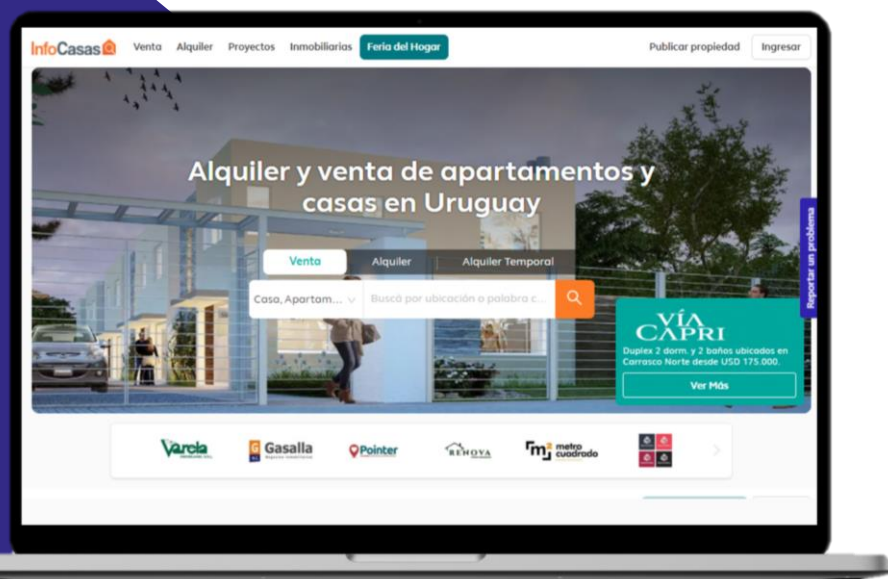 InfoCasas
Venta Alquiler Proyectos Inmobiliarias Feria del Hogar Publicar propiedad Ingresar
Alquiler y venta de apartamentos y
casas en Uruguay
Venta Alquiler Alquiler Temporal
Casa, Apartam... Buscá por ubicación o palabra c...
Reportar un problema
VÍA
CAPRI
Duplex 2 dorm. y 2 baños ubicados en
Carrasco Norte desde USD 175.000.
Ver Más
Varela Gasalla Pointer RENOVA m2 metro
cuadrado